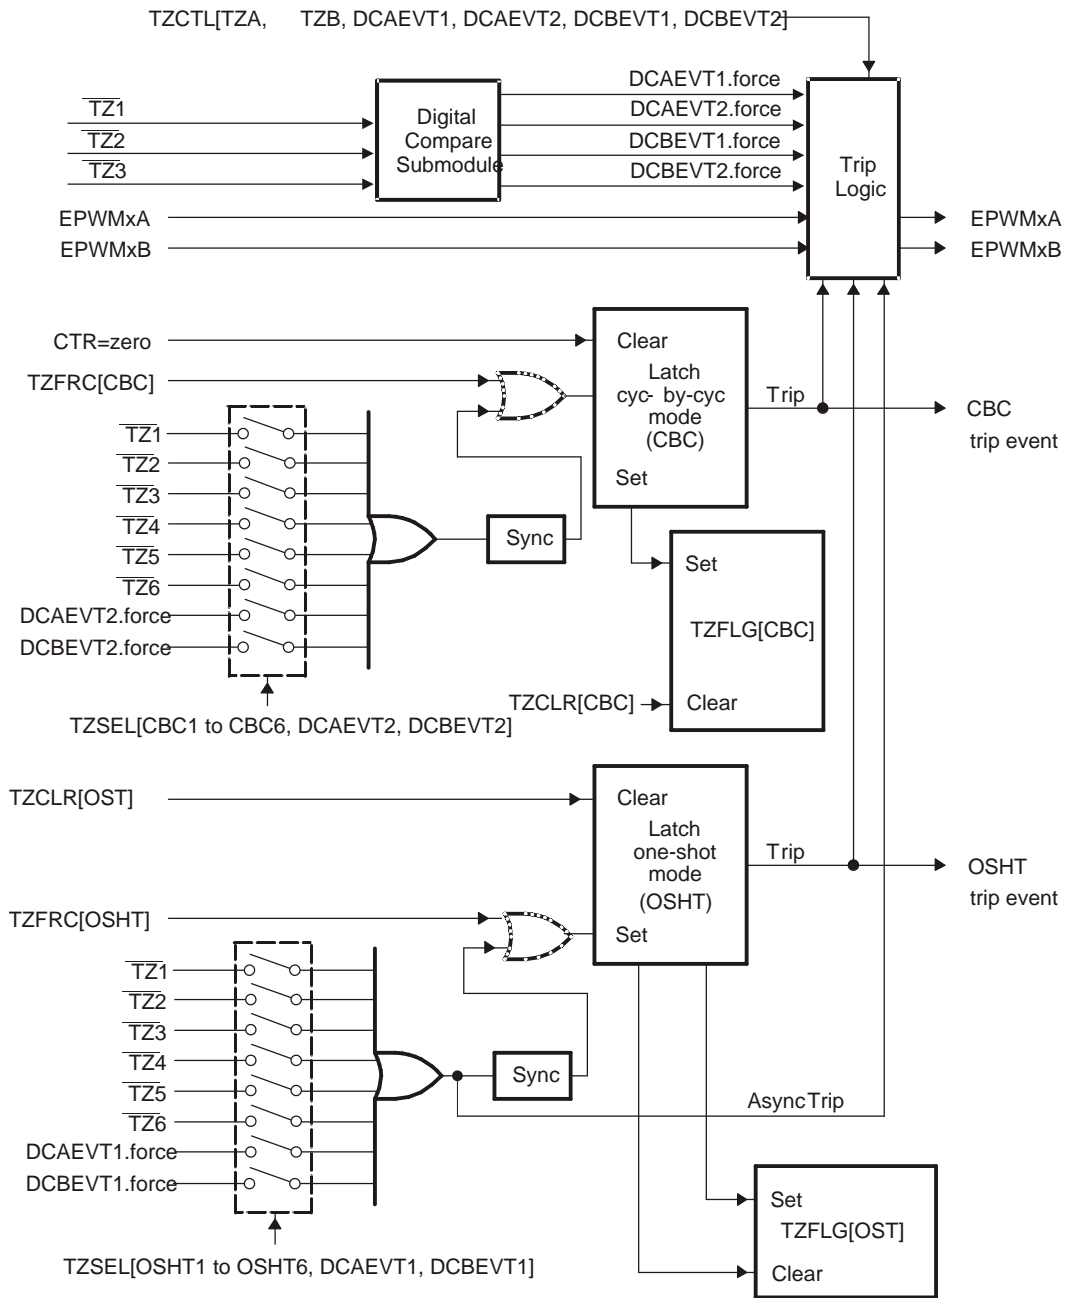 TZCTL[TZA, TZB, DCAEVT1, DCAEVT2, DCBEVT1, DCBEVT2]
TZ1
TZ2
TZ3
Digital
Compare
Submodule
DCAEVT1.force
DCAEVT2.force
DCBEVT1.force
DCBEVT2.force
Trip
Logic
EPWMxA
EPWMxB
EPWMxA
EPWMxB
CTR=zero
TZFRC[CBC]
Clear
Latch
cyc- by-cyc
mode
(CBC)
Set
Trip
CBC
trip event
TZ1
TZ2
TZ3
TZ4
TZ5
TZ6
DCAEVT2.force
DCBEVT2.force
Sync
Set
TZFLG[CBC]
Clear
TZCLR[CBC]
TZSEL[CBC1 to CBC6, DCAEVT2, DCBEVT2]
TZCLR[OST]
Clear
Latch
one-shot
mode
(OSHT)
Set
Trip
OSHT
trip event
TZFRC[OSHT]
TZ1
TZ2
TZ3
TZ4
TZ5
TZ6
DCAEVT1.force
DCBEVT1.force
Sync
AsyncTrip
Set
TZFLG[OST]
Clear
TZSEL[OSHT1 to OSHT6, DCAEVT1, DCBEVT1]